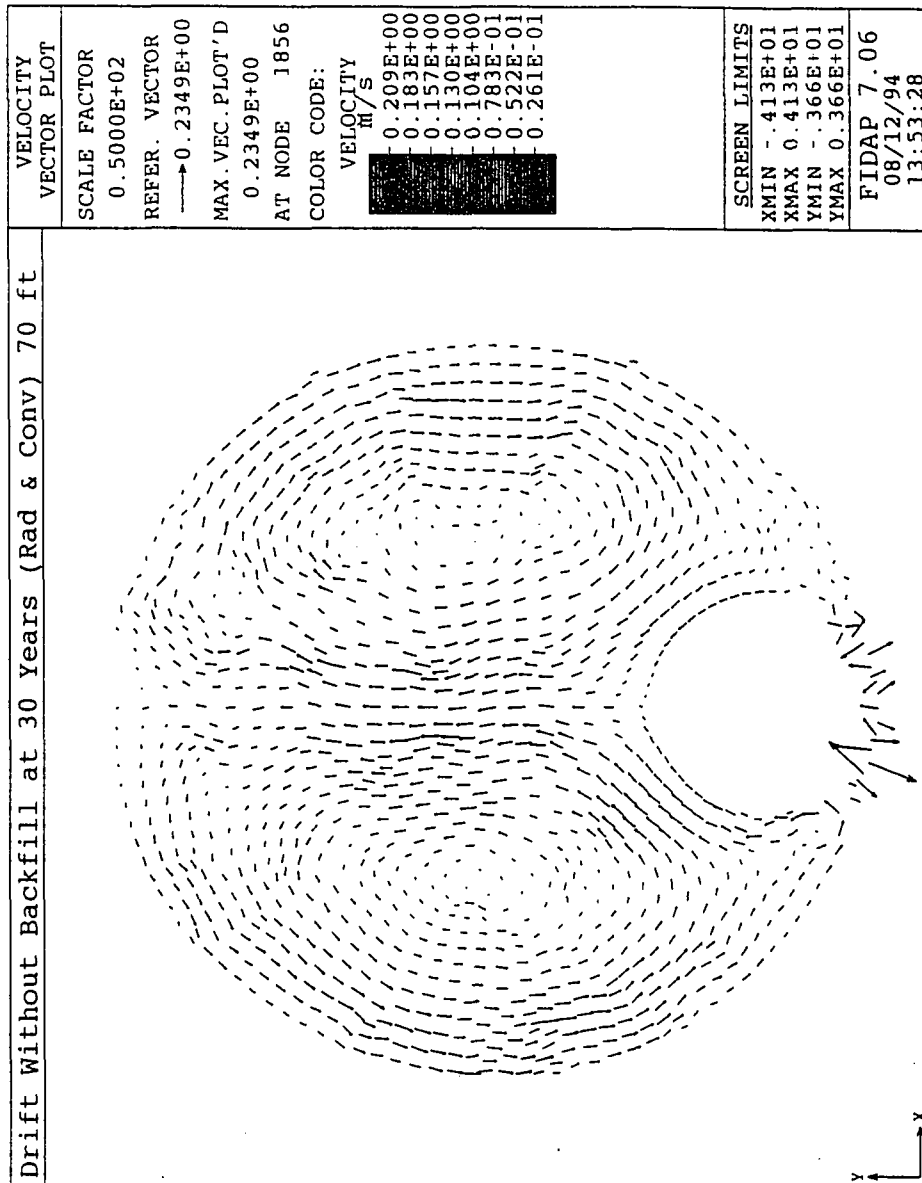 Drift Without Backfill at 30 Years (Rad & Conv) 70 ft
VELOCITY
VECTOR PLOT
SCALE FACTOR
0.5000E+02
REFER. VECTOR
0.2349E+00
MAX.VEC.PLOT'D
0.2349E+00
AT NODE 1856
COLOR CODE:
VELOCITY
m/s
0.209E+00
0.183E+00
0.157E+00
0.130E+00
0.104E+00
0.783E-01
0.522E-01
0.261E-01
SCREEN LIMITS
XMIN -.413E+01
XMAX 0.413E+01
YMIN -.366E+01
YMAX 0.366E+01
FIDAP 7.06
08/12/94
13:53:28
Y
X